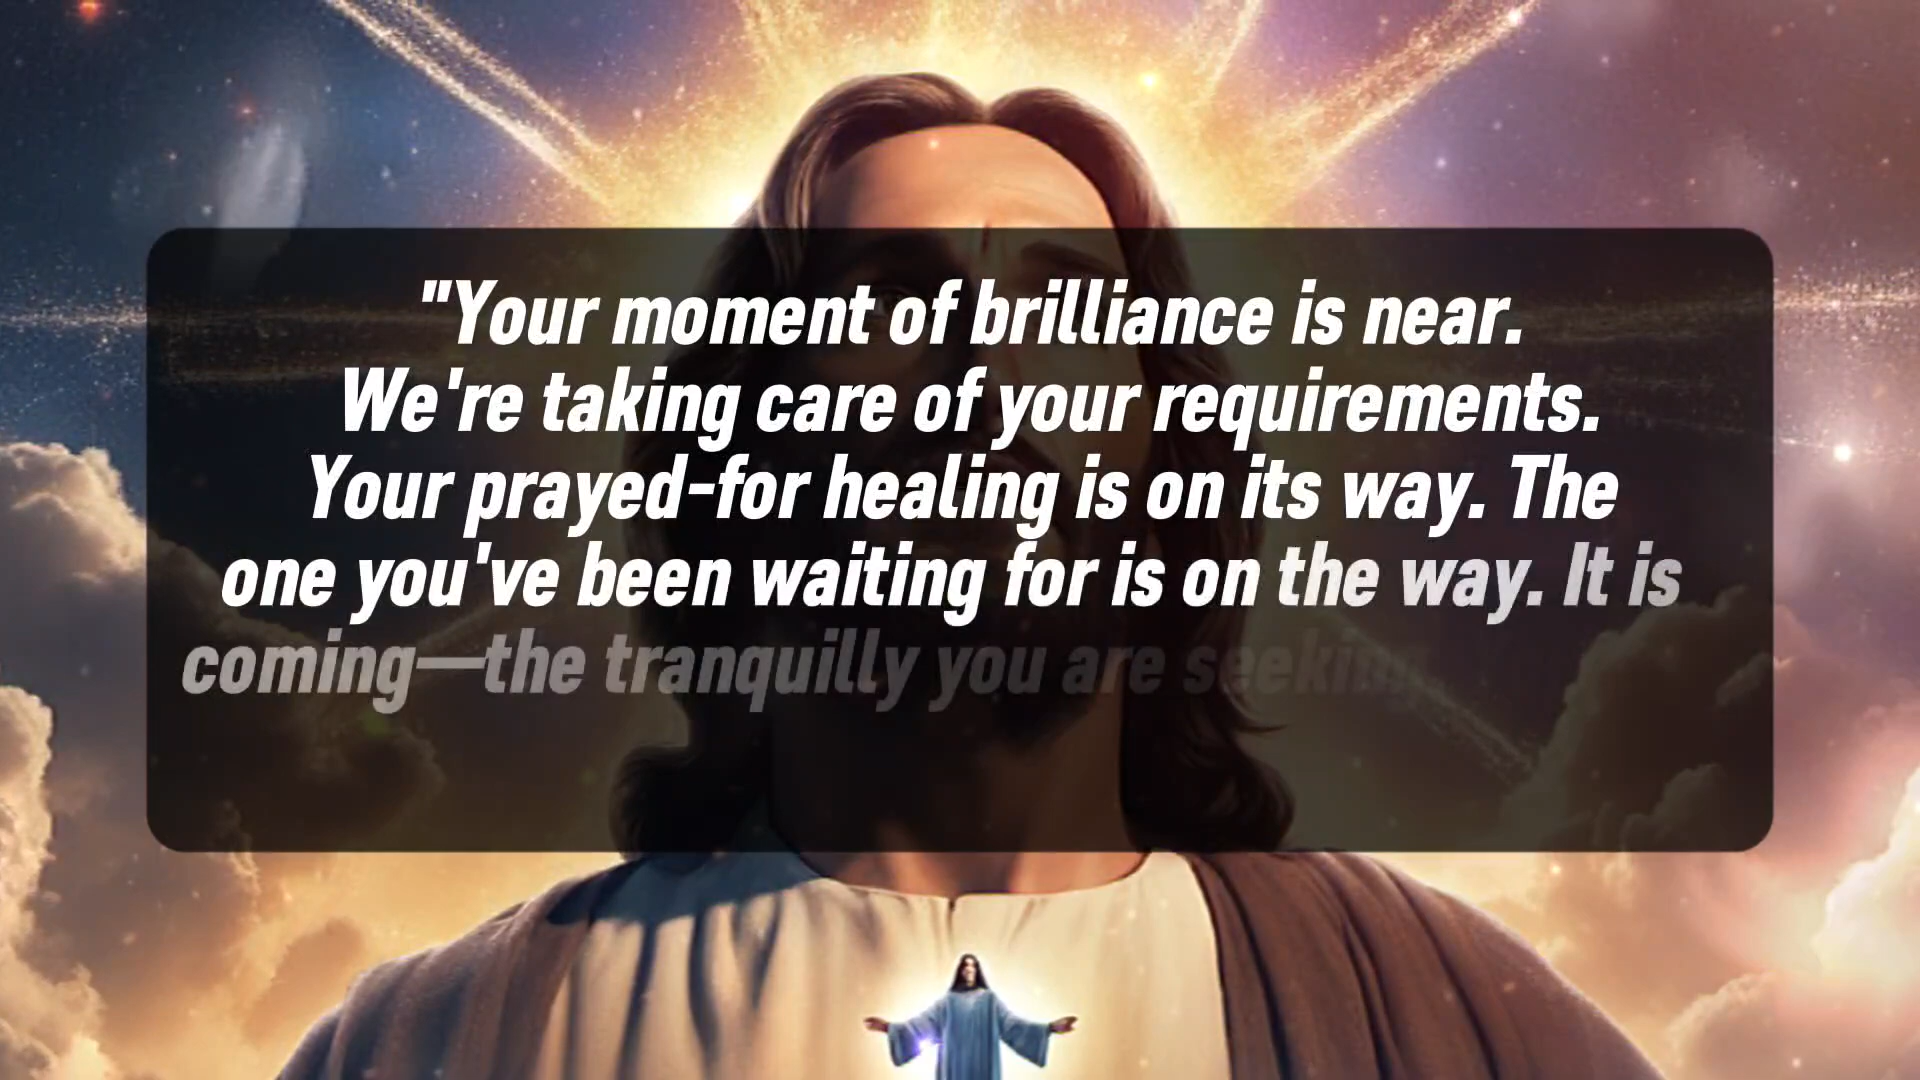 "Your moment of brilliance is near.
We're taking care of your requirements.
Your prayed-for healing is on its way. The
one you've been waiting for is on the way. It is
coming—the tranquilly you are seeking